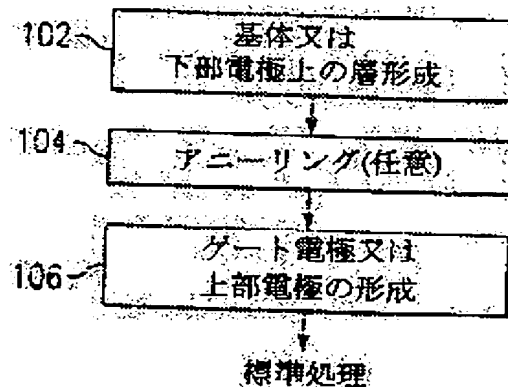 102
基体又は
下部電極上の層形成
104
アニーリング(任意)
106
ゲート電極又は
上部電極の形成
標準処理